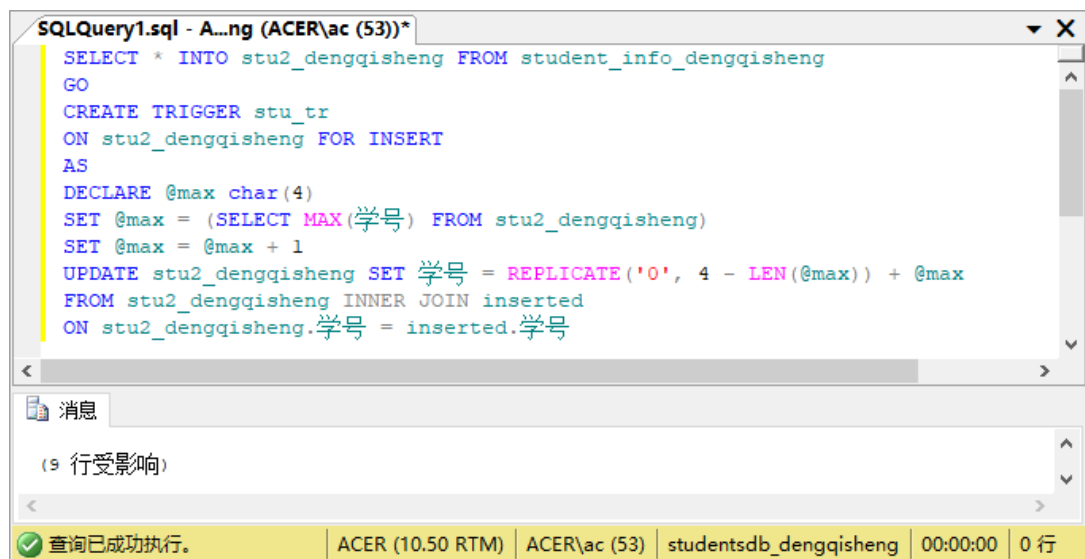 SQLQuery1.sql - A...ng (ACER\ac (53))*
SELECT * INTO stu2_dengqisheng FROM student_info_dengqisheng
GO
CREATE TRIGGER stu_tr
ON stu2_dengqisheng FOR INSERT
AS
DECLARE @max char(4)
SET @max = (SELECT MAX(学号) FROM stu2_dengqisheng)
SET @max = @max + 1
UPDATE stu2_dengqisheng SET 学号 = REPLICATE('0', 4 - LEN(@max)) + @max
FROM stu2_dengqisheng INNER JOIN inserted
ON stu2_dengqisheng.学号 = inserted.学号
消息
(9 行受影响)
查询已成功执行。 ACER (10.50 RTM) ACER\ac (53) studentsdb_dengqisheng 00:00:00 0 行